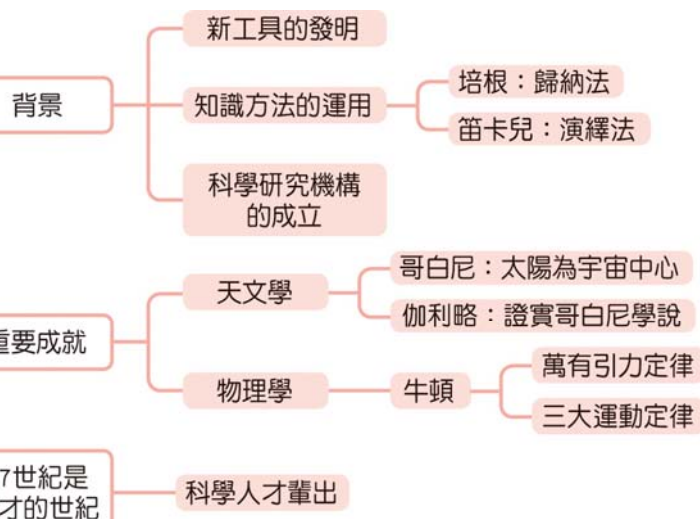 背景
新工具的發明
知識方法的運用
培根：歸納法
笛卡兒：演繹法
科學研究機構
的成立
重要成就
天文學
哥白尼：太陽為宇宙中心
伽利略：證實哥白尼學說
物理學
牛頓
萬有引力定律
三大運動定律
7世紀是
才的世紀
科學人才輩出